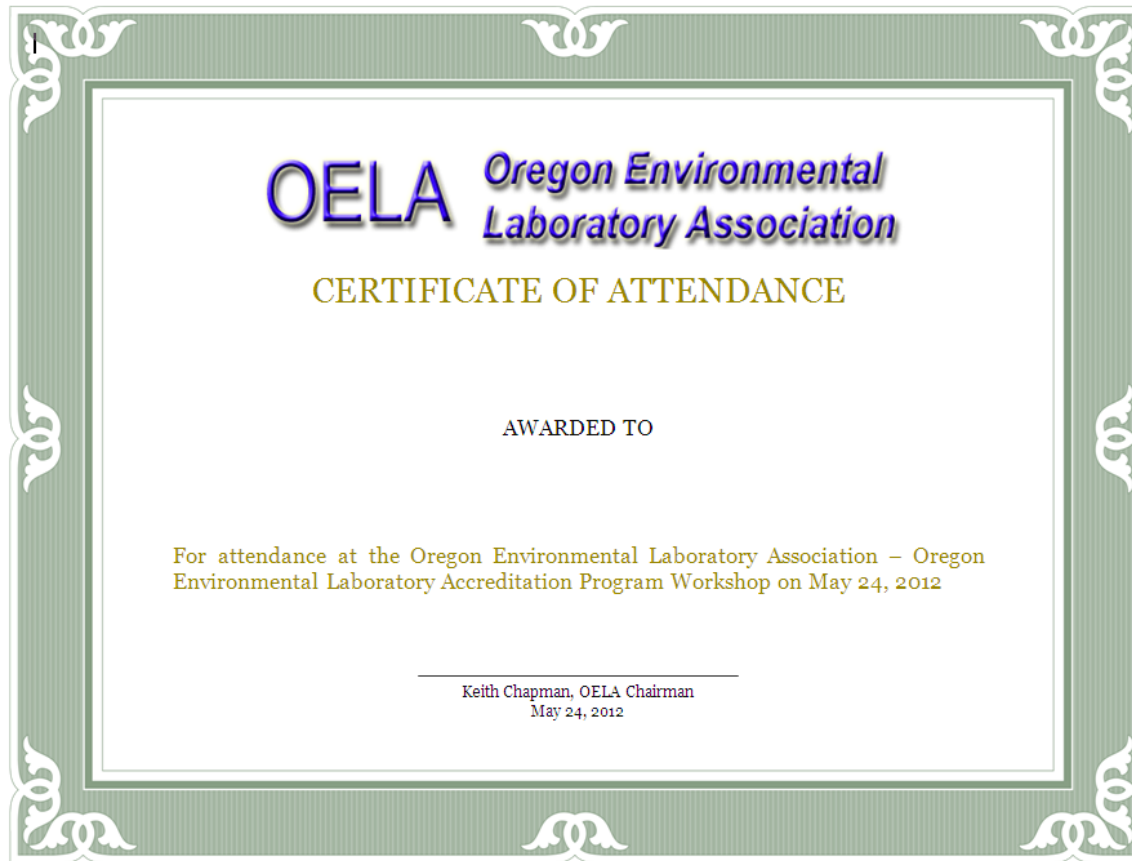 i
OELA
Oregon Environmental
Laboratory Association
CERTIFICATE OF ATTENDANCE
AWARDED TO
For attendance at the Oregon Environmental Laboratory Association – Oregon
Environmental Laboratory Accreditation Program Workshop on May 24, 2012
Keith Chapman, OELA Chairman
May 24, 2012